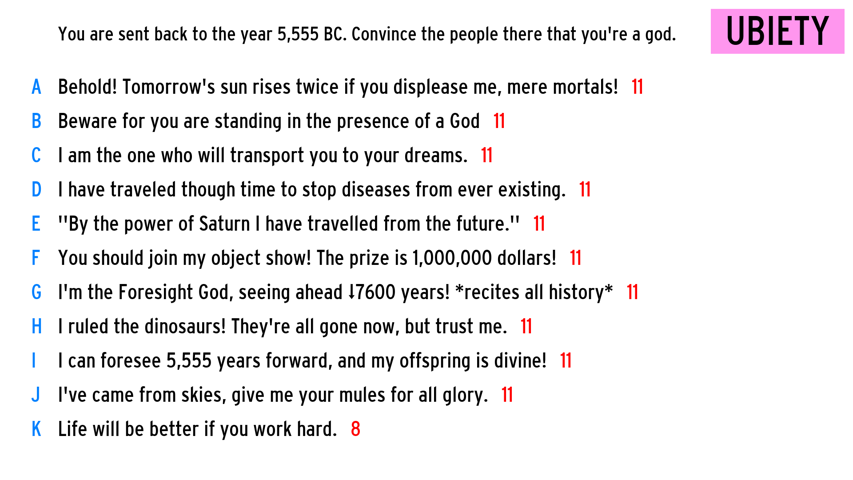 You are sent back to the year 5,555 BC. Convince the people there that you're a god.
UBIETY
A Behold! Tomorrow's sun rises twice if you displease me, mere mortals! 11
B Beware for you are standing in the presence of a God 11
C I am the one who will transport you to your dreams. 11
D I have traveled though time to stop diseases from ever existing. 11
E "By the power of Saturn I have travelled from the future." 11
F You should join my object show! The prize is 1,000,000 dollars! 11
G I'm the Foresight God, seeing ahead ⇂7600 years! *recites all history* 11
H I ruled the dinosaurs! They're all gone now, but trust me. 11
I I can foresee 5,555 years forward, and my offspring is divine! 11
J I've came from skies, give me your mules for all glory. 11
K Life will be better if you work hard. 8